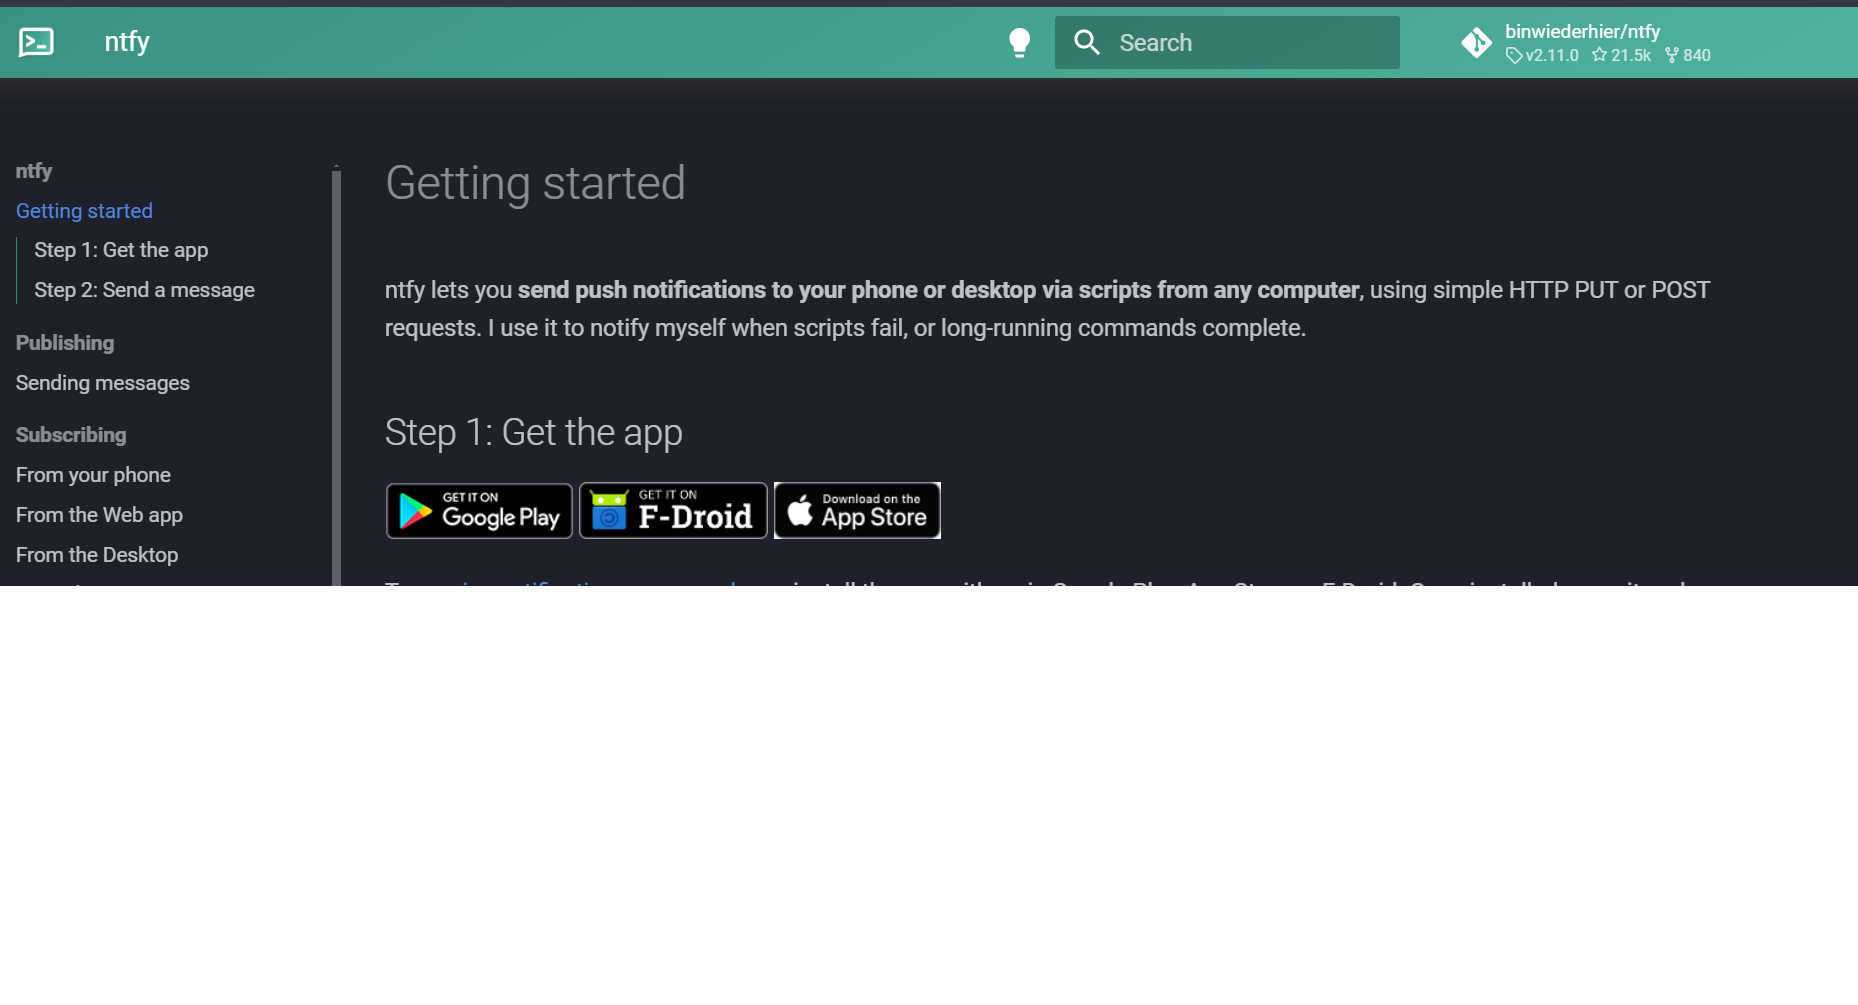 ntfy
Search
binwiederhier/ntfy
v2.11.0 21.5k 840
ntfy
Getting started
Step 1: Get the app
Step 2: Send a message
Publishing
Sending messages
Subscribing
From your phone
From the Web app
From the Desktop
Getting started
ntfy lets you send push notifications to your phone or desktop via scripts from any computer, using simple HTTP PUT or POST
requests. I use it to notify myself when scripts fail, or long-running commands complete.
Step 1: Get the app
GET IT ON
Google Play
GET IT ON
F-Droid
Download on the
App Store